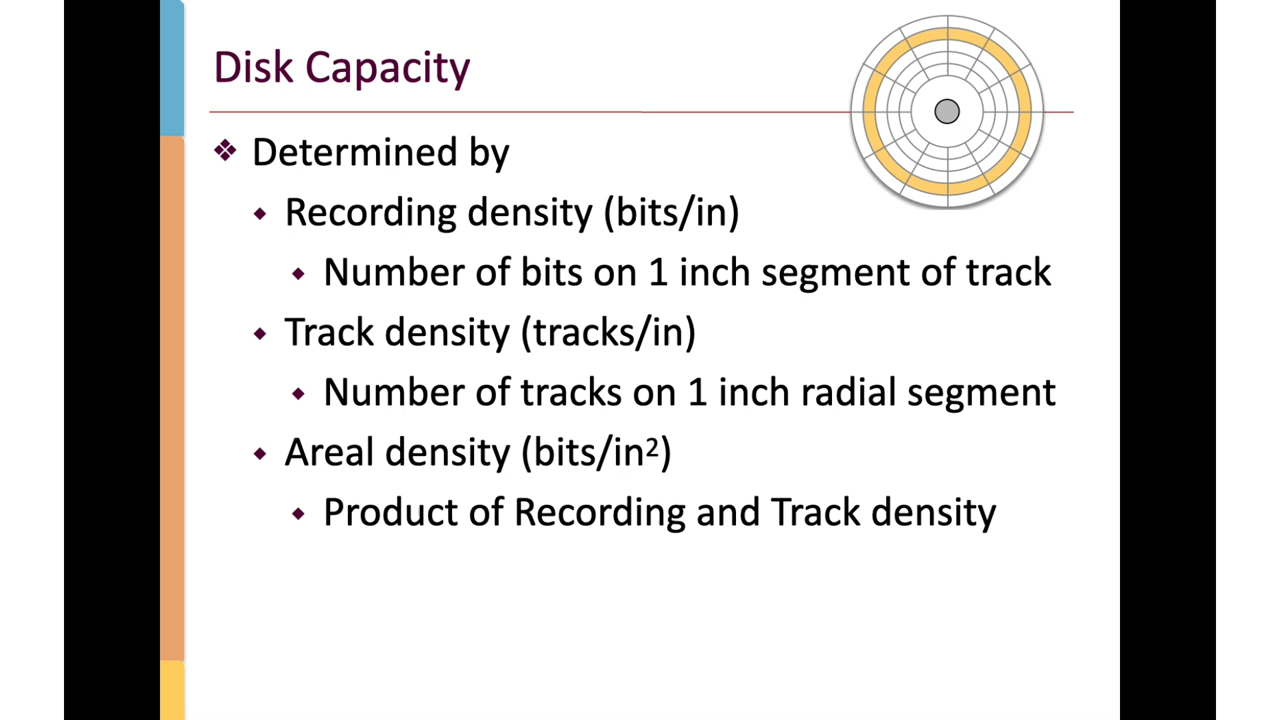 Disk Capacity
❖ Determined by
◆ Recording density (bits/in)
◆ Number of bits on 1 inch segment of track
◆ Track density (tracks/in)
◆ Number of tracks on 1 inch radial segment
◆ Areal density (bits/in²)
◆ Product of Recording and Track density